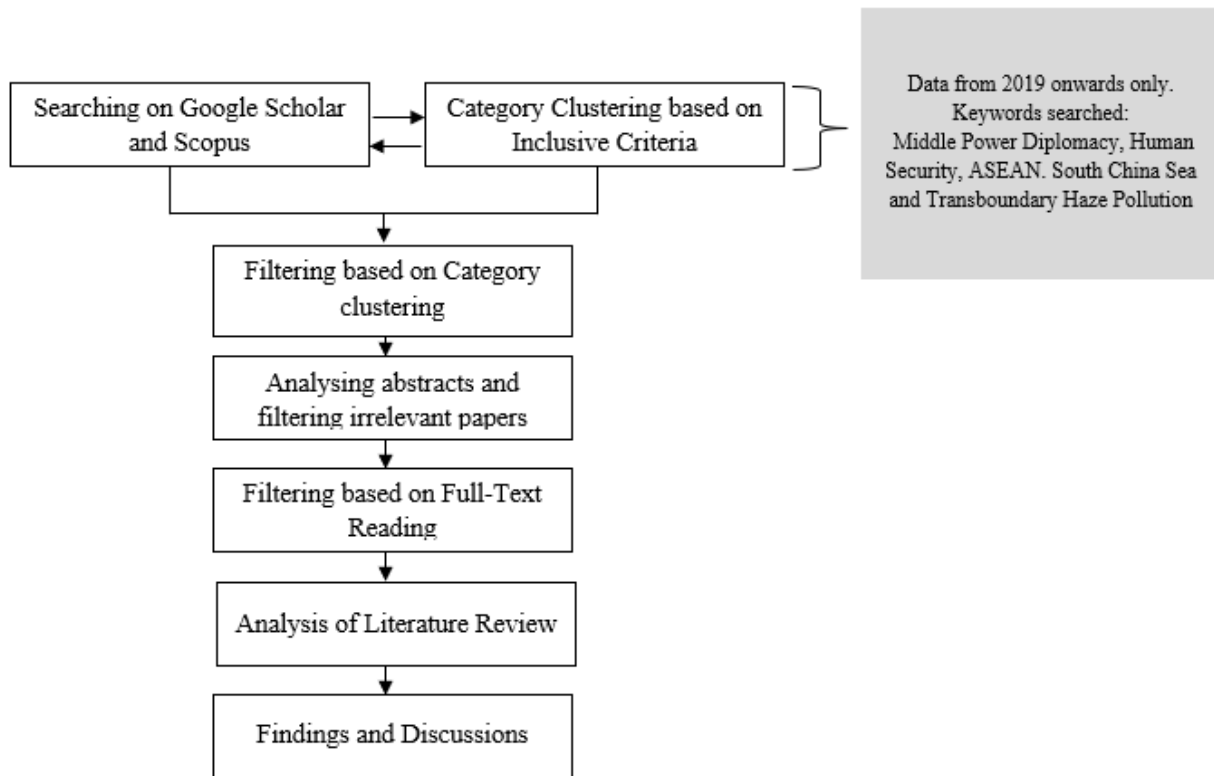 Searching on Google Scholar
and Scopus
Category Clustering based on
Inclusive Criteria
Data from 2019 onwards only.
Keywords searched:
Middle Power Diplomacy, Human
Security, ASEAN. South China Sea
and Transboundary Haze Pollution
Filtering based on Category
clustering
Analysing abstracts and
filtering irrelevant papers
Filtering based on Full-Text
Reading
Analysis of Literature Review
Findings and Discussions